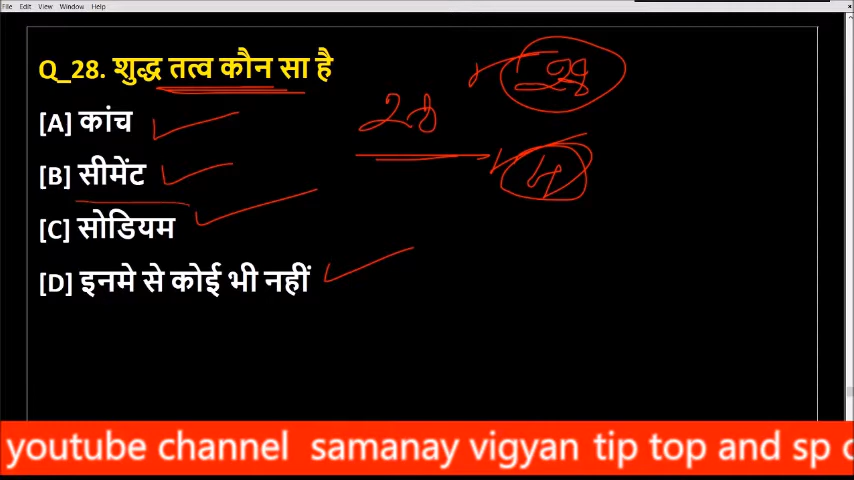 File Edit View Window Help
Q_28. शुद्ध तत्व कौन सा है
28
[A] कांच
[B] सीमेंट
[C] सोडियम
[D] इनमे से कोई भी नहीं
youtube channel samanay vigyan tip top and sp